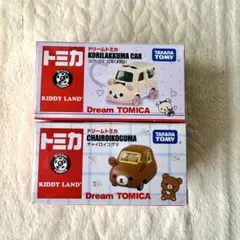 トミカ
ドリームトミカ
KORILAKKUMA CAR
TAKARA
TOMY
KIDDY LAND
Dream TOMICA
トミカ
ドリームトミカ
CHAIROIKOGUMA
チャイロイコグマ
TAKARA
TOMY
KIDDY LAND
Dream TOMICA